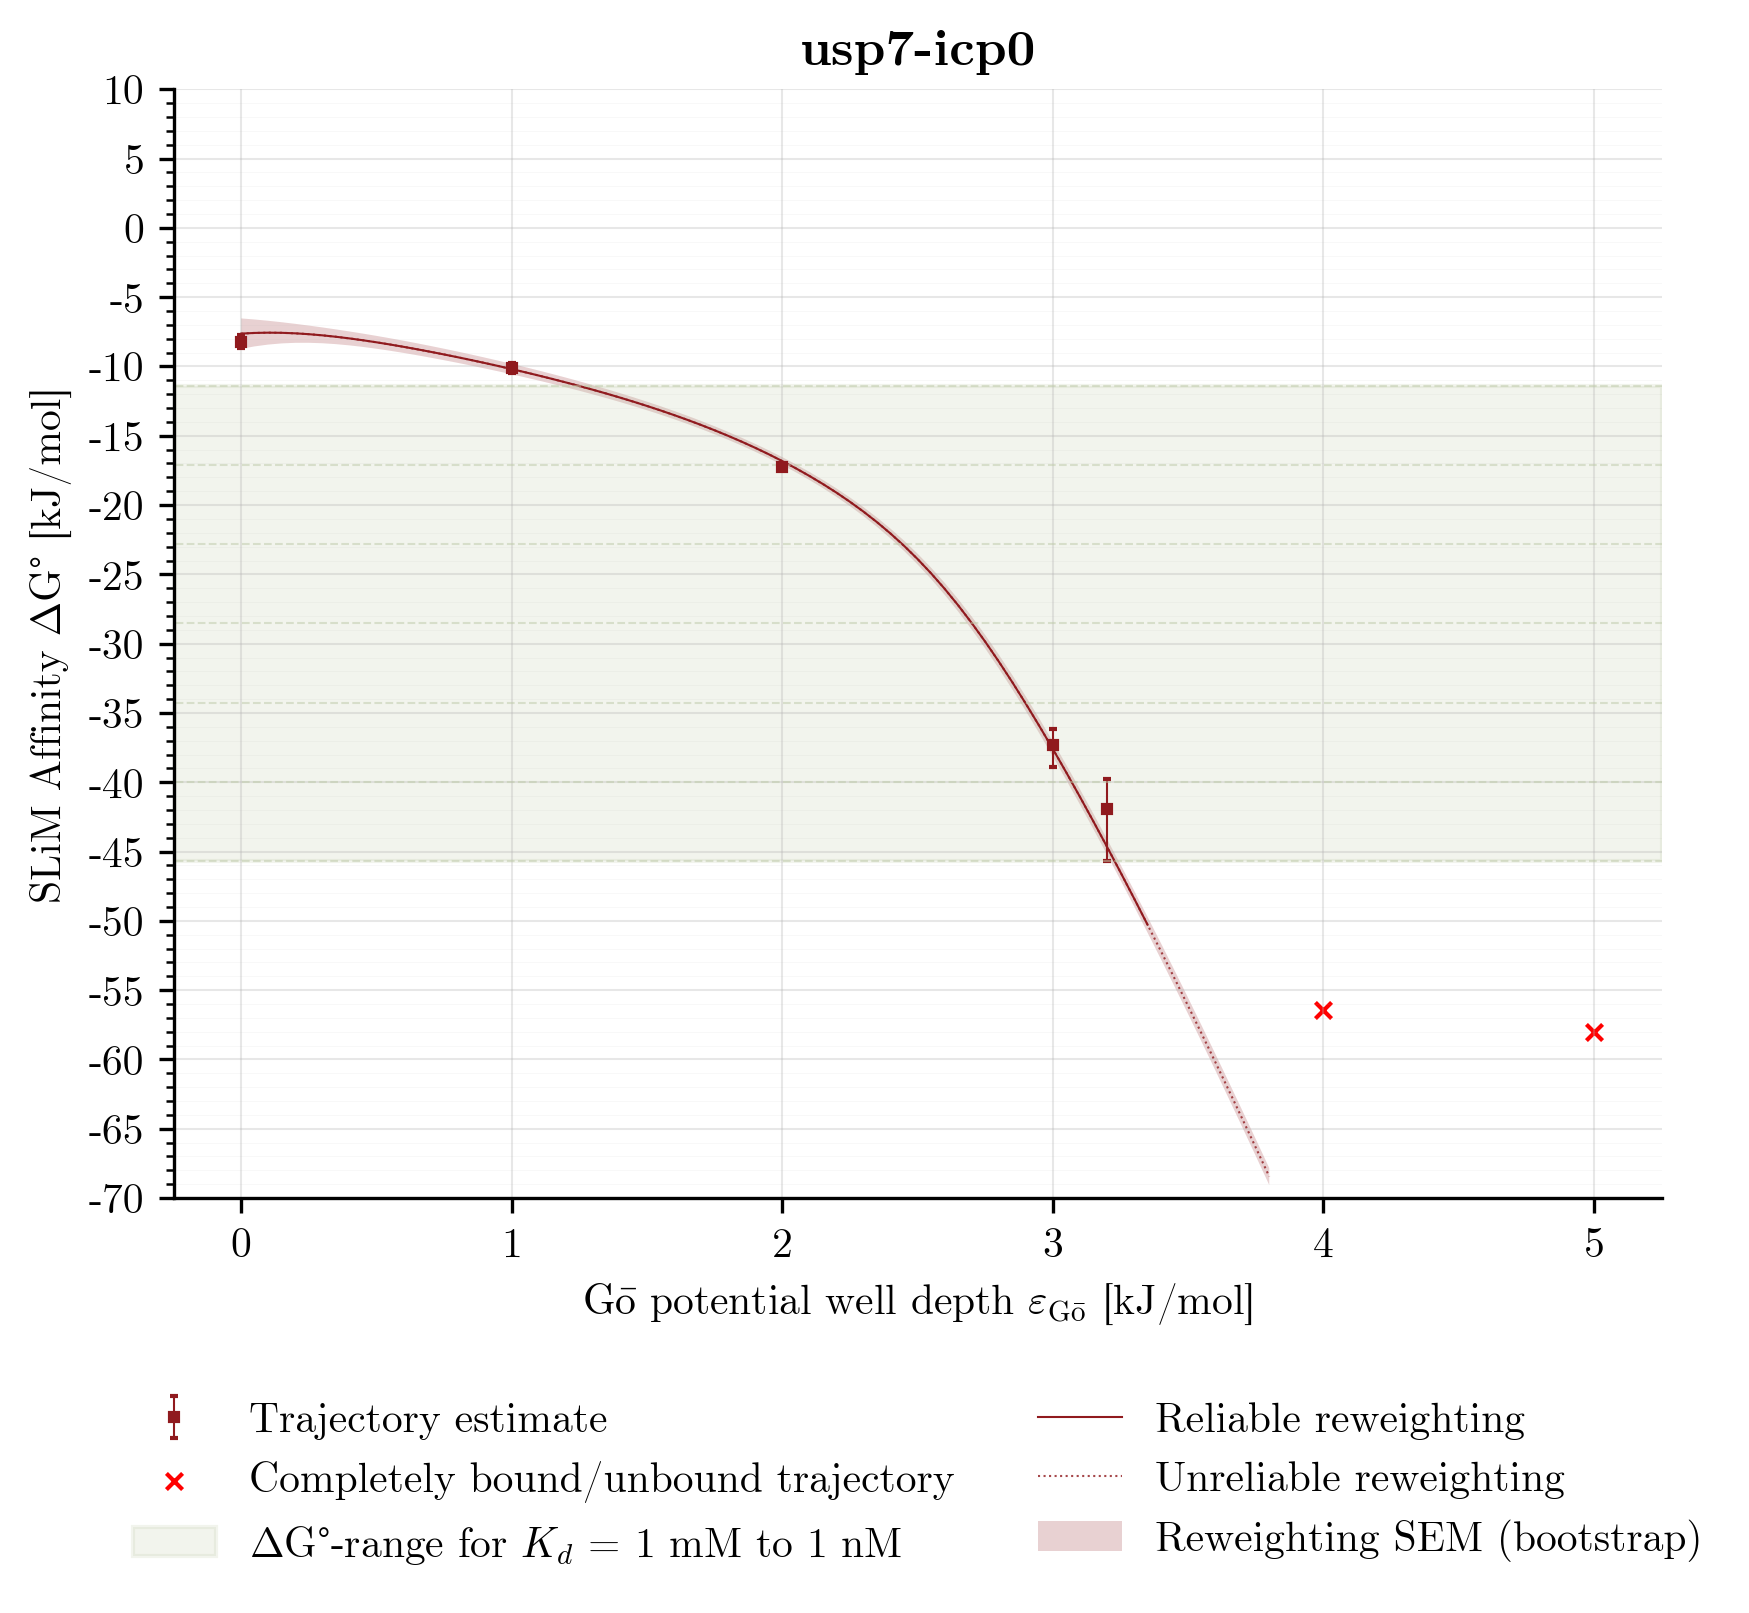 usp7-icp0
10
5
0
-5
-10
-15
-20
-25
-30
-35
-40
-45
-50
-55
-60
-65
-70
SLiM Affinity ΔG° [kJ/mol]
0 1 2 3 4 5
Gō potential well depth εGō [kJ/mol]
Trajectory estimate
Completely bound/unbound trajectory
ΔG°-range for Kd = 1 mM to 1 nM
Reliable reweighting
Unreliable reweighting
Reweighting SEM (bootstrap)